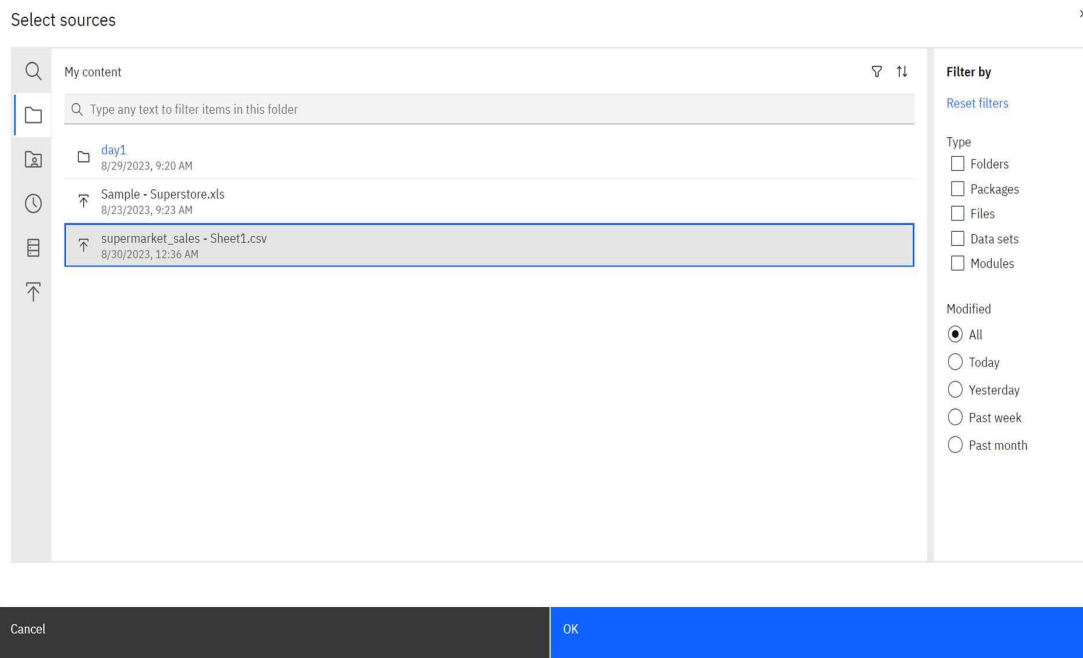 Select sources
My content
Type any text to filter items in this folder
day1
8/29/2023, 9:20 AM
Sample - Superstore.xls
8/23/2023, 9:23 AM
supermarket_sales - Sheet1.csv
8/30/2023, 12:36 AM
Filter by
Reset filters
Type
Folders
Packages
Files
Data sets
Modules
Modified
All
Today
Yesterday
Past week
Past month
Cancel
OK